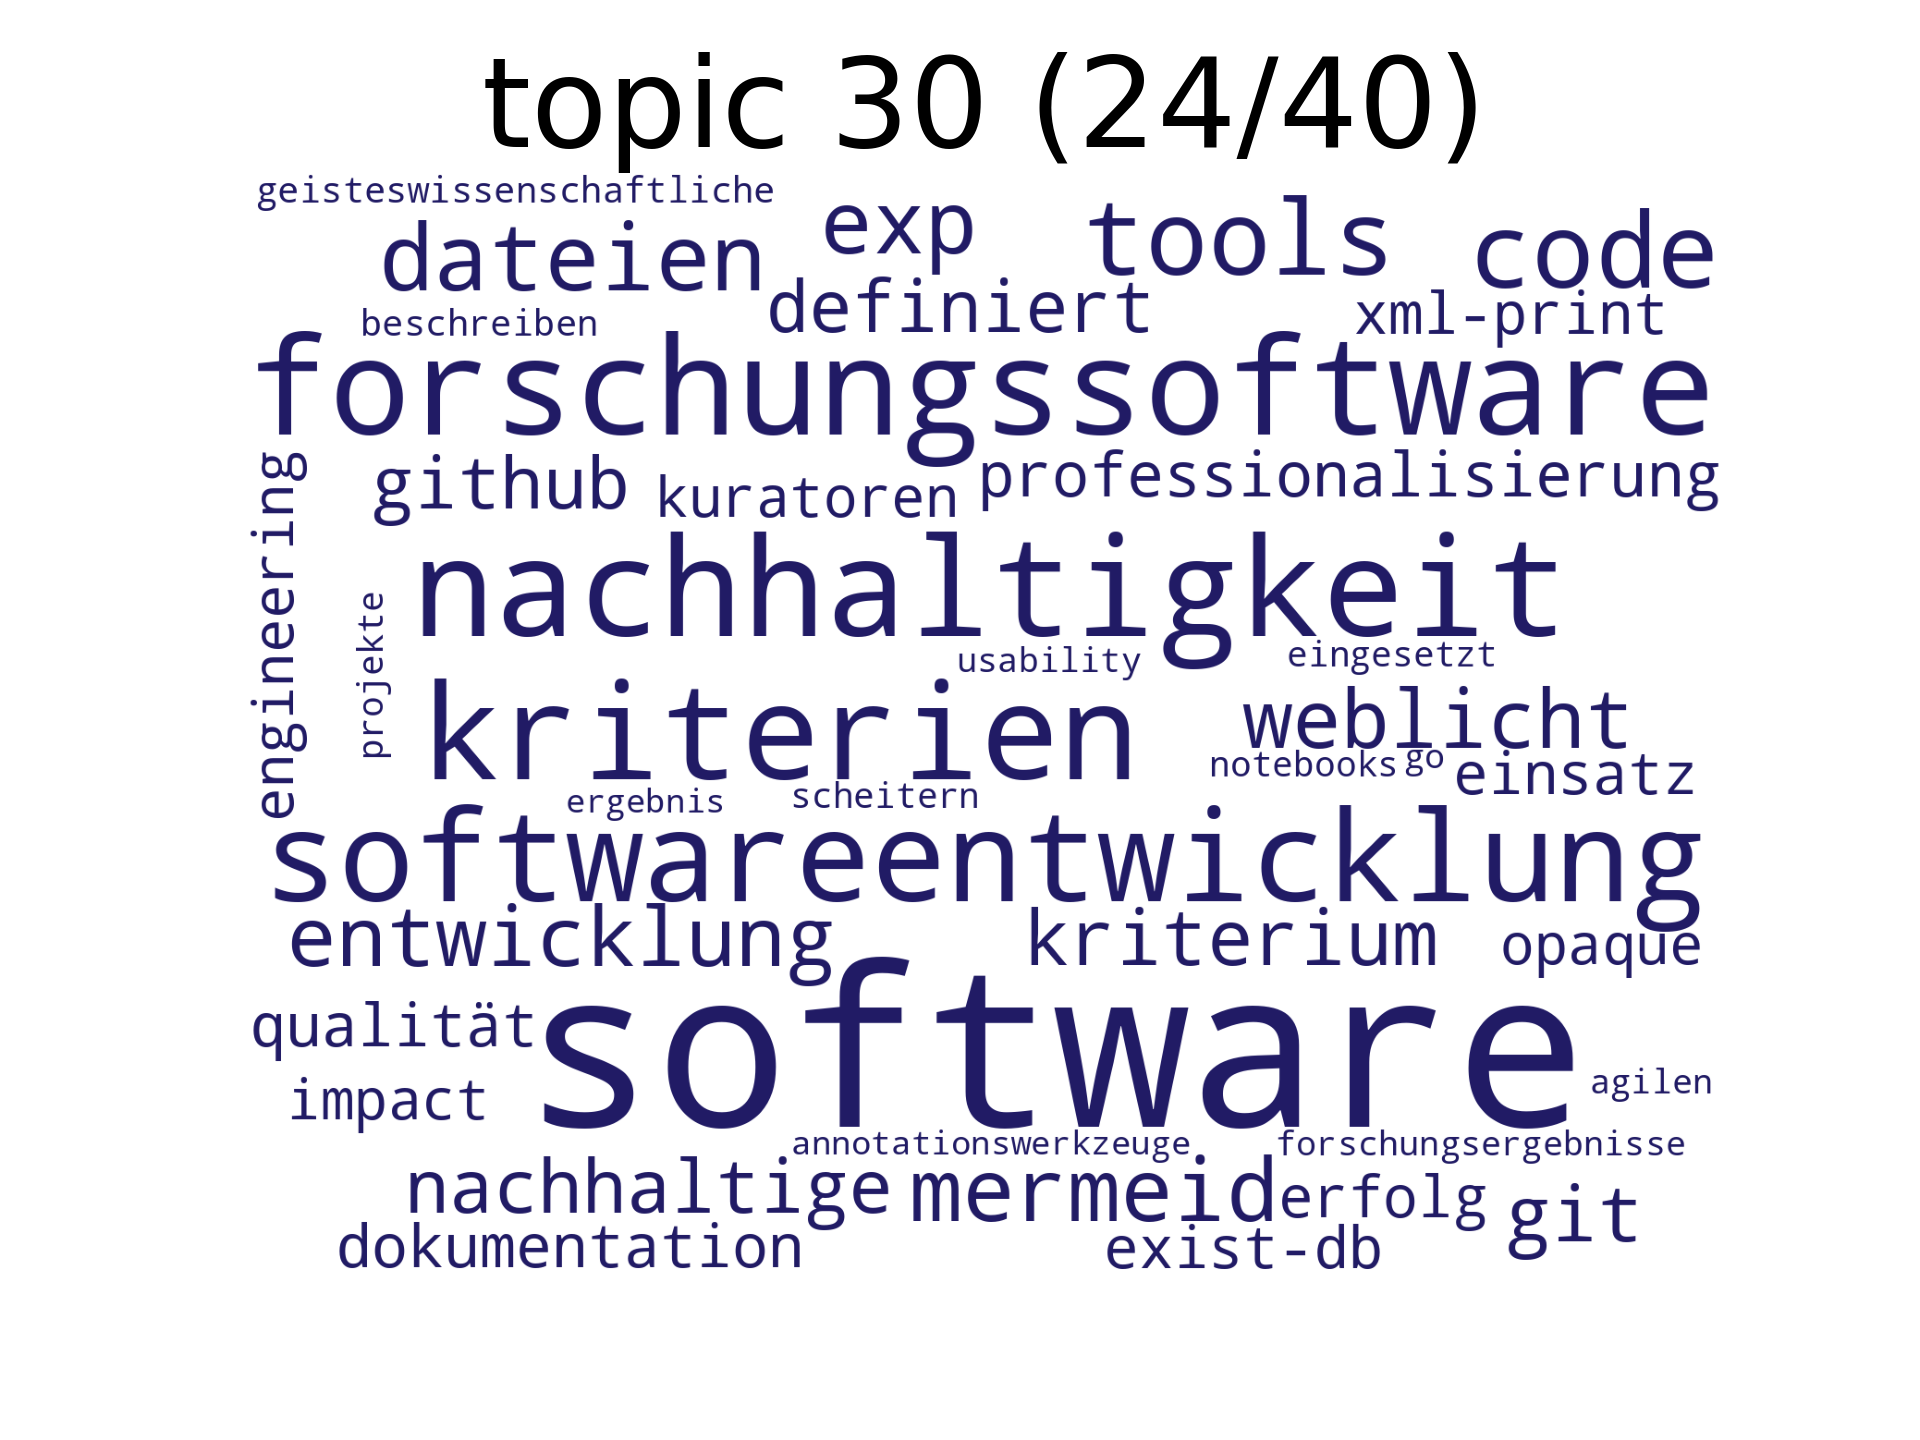 topic 30 (24/40)
geisteswissenschaftliche
exp
tools
code
dateien
definiert
xml-print
beschreiben
forschungssoftware
engineering
github
kuratoren
professionalisierung
nachhaltigkeit
projekte
usability
eingesetzt
kriterien
weblicht
notebooks
go
einsatz
ergebnis
scheitern
softwareentwicklung
entwicklung
kriterium
opaque
qualität
software
impact
agilen
annotationswerkzeuge
forschungsergebnisse
nachhaltige
mermeid
erfolg
git
dokumentation
exist-db